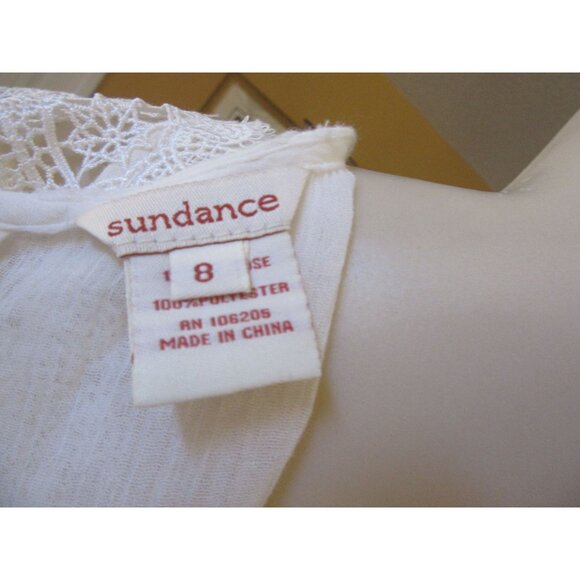 sundance
8
100% POLYESTER
RN 106205
MADE IN CHINA